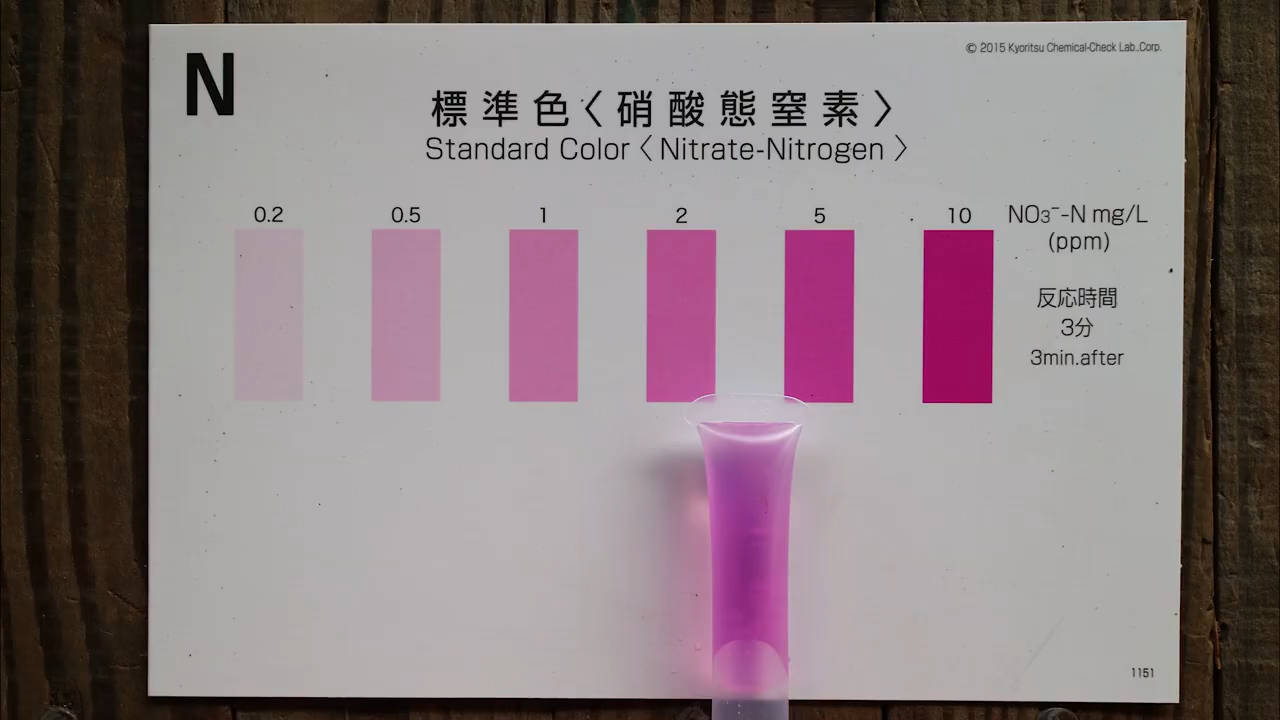 N
© 2015 Kyoritsu Chemical-Check Lab.,Corp.
標準色〈硝酸態窒素〉
Standard Color〈Nitrate-Nitrogen〉
0.2 0.5 1 2 5 10 NO₃⁻-N mg/L
(ppm)
反応時間
3分
3min.after
1151